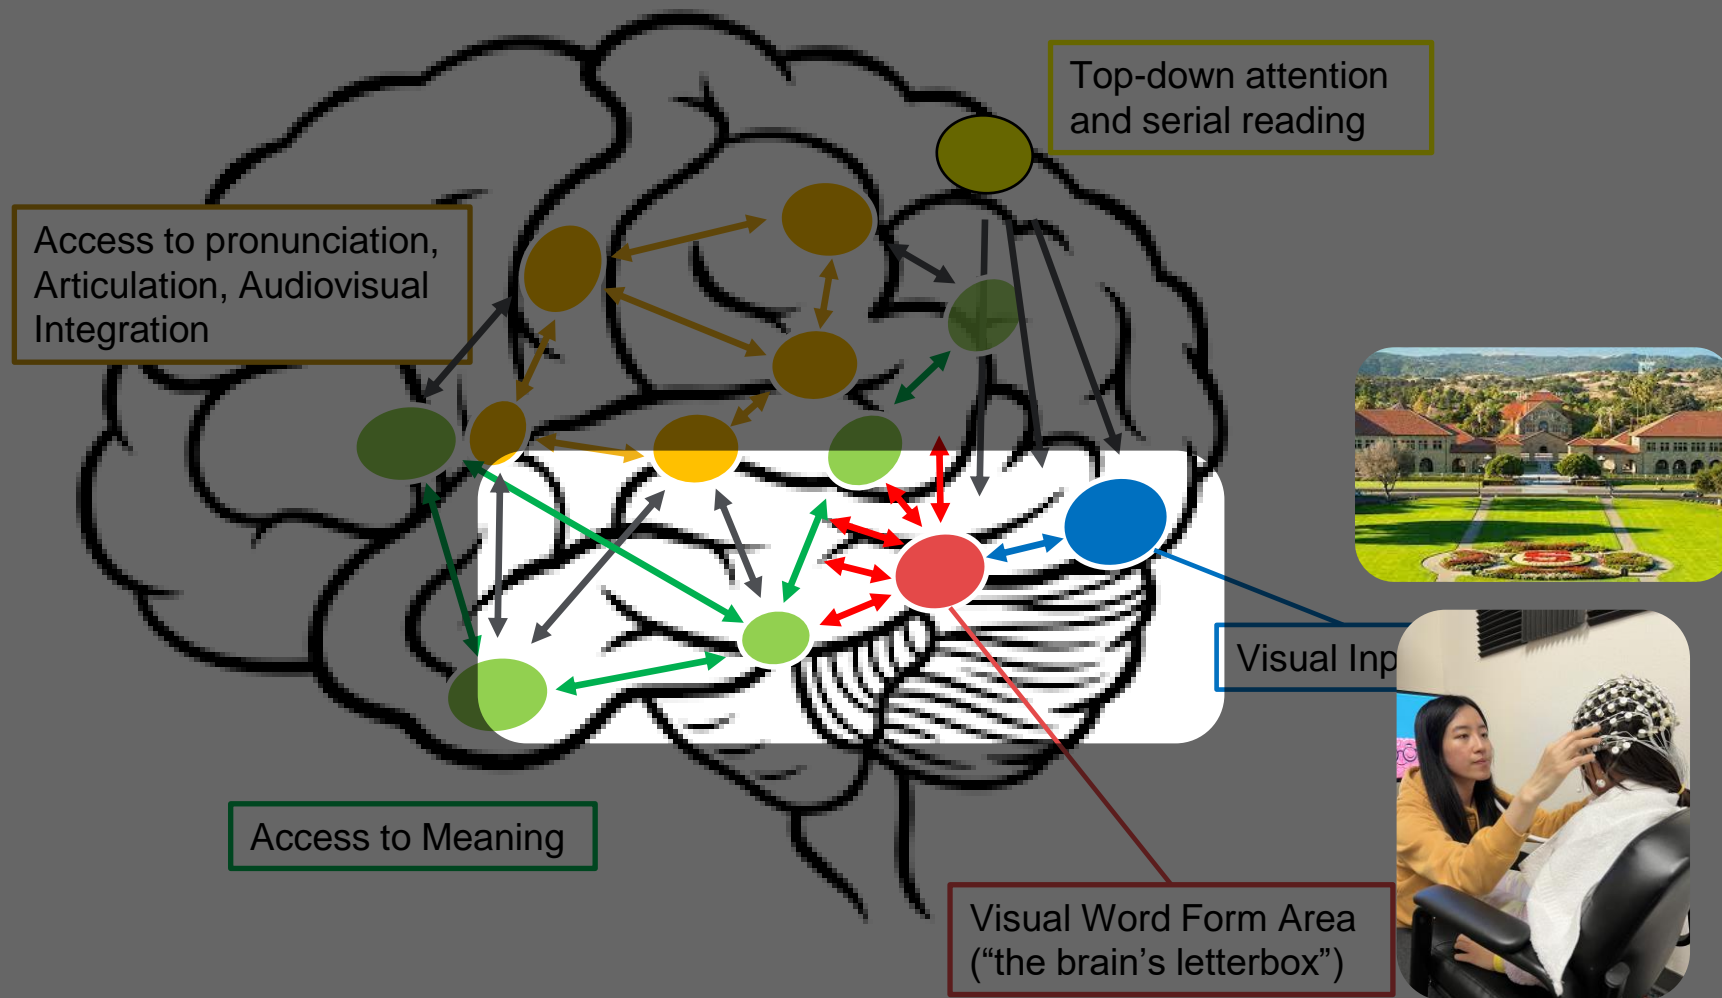 Top-down attention
and serial reading
Access to pronunciation,
Articulation, Audiovisual
Integration
Visual Inp
Access to Meaning
Visual Word Form Area
(“the brain’s letterbox”)